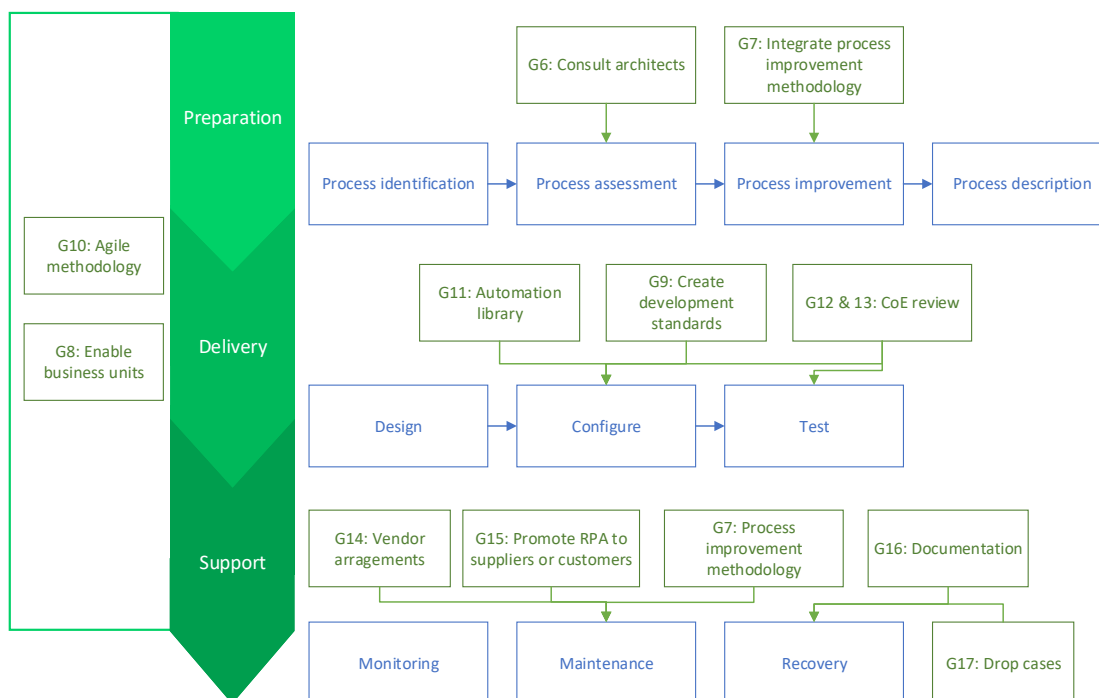 Preparation
G6: Consult architects
G7: Integrate process
improvement
methodology
Process identification
Process assessment
Process improvement
Process description
G10: Agile
methodology
G8: Enable
business units
Delivery
G11: Automation
library
G9: Create
development
standards
G12 & 13: CoE review
Design
Configure
Test
Support
G14: Vendor
arragements
G15: Promote RPA to
suppliers or customers
G7: Process
improvement
methodology
G16: Documentation
Monitoring
Maintenance
Recovery
G17: Drop cases